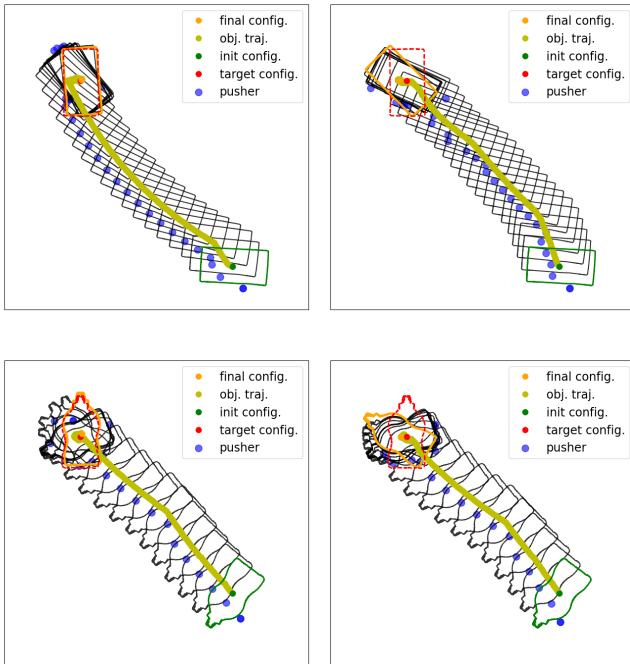 final config.
obj. traj.
init config.
target config.
pusher
final config.
obj. traj.
init config.
target config.
pusher
final config.
obj. traj.
init config.
target config.
pusher
final config.
obj. traj.
init config.
target config.
pusher